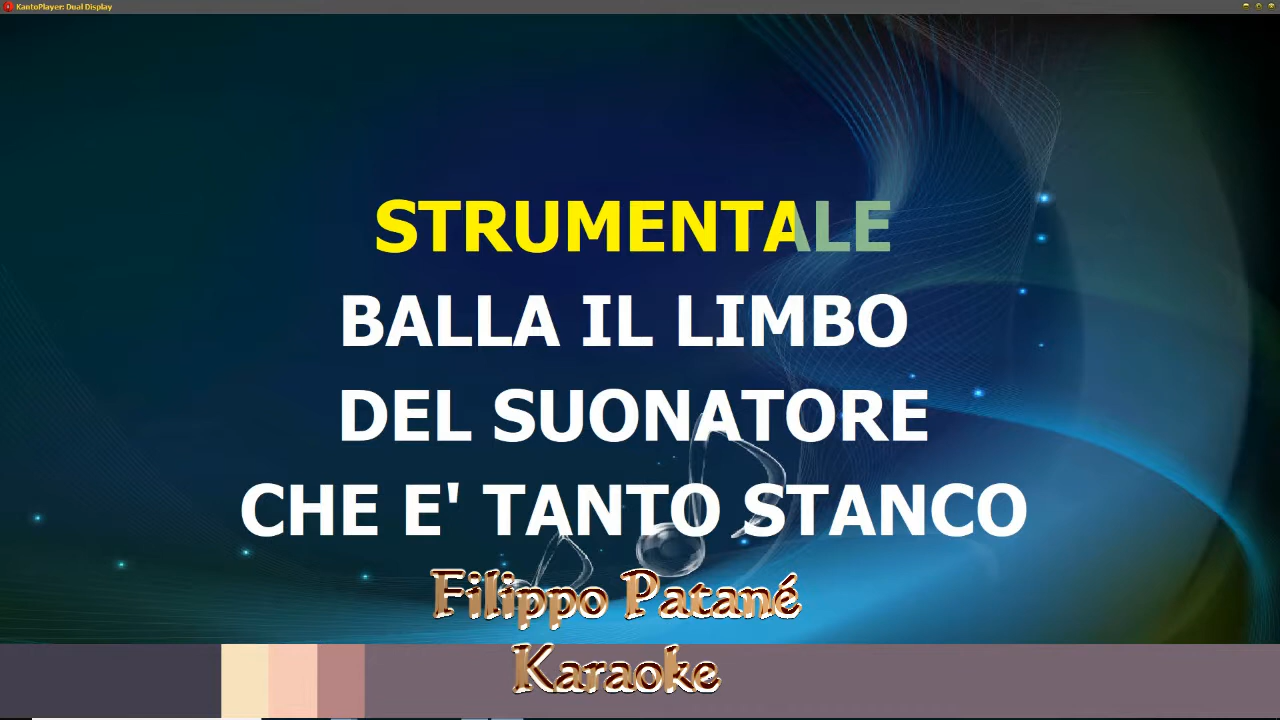 KantoPlayer: Dual Display
STRUMENTALE
BALLA IL LIMBO
DEL SUONATORE
CHE E' TANTO STANCO
Filippo Patané
Karaoke